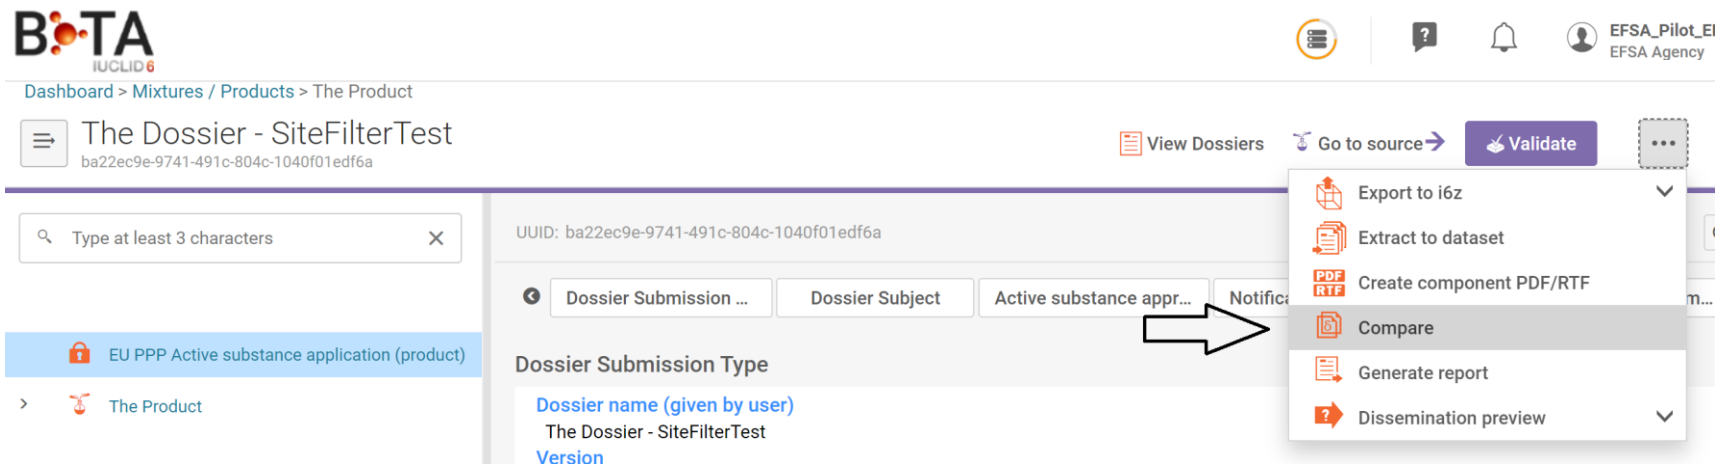 BETA
IUCLID 6
EFSA_Pilot_E
EFSA Agency
Dashboard > Mixtures / Products > The Product
The Dossier - SiteFilterTest
ba22ec9e-9741-491c-804c-1040f01edf6a
View Dossiers
Go to source
Validate
...
Export to i6z
Extract to dataset
PDF
RTF
Create component PDF/RTF
Compare
Generate report
Dissemination preview
Type at least 3 characters
UUID: ba22ec9e-9741-491c-804c-1040f01edf6a
Dossier Submission ...
Dossier Subject
Active substance appr...
Notifica
m...
EU PPP Active substance application (product)
The Product
Dossier Submission Type
Dossier name (given by user)
The Dossier - SiteFilterTest
Version